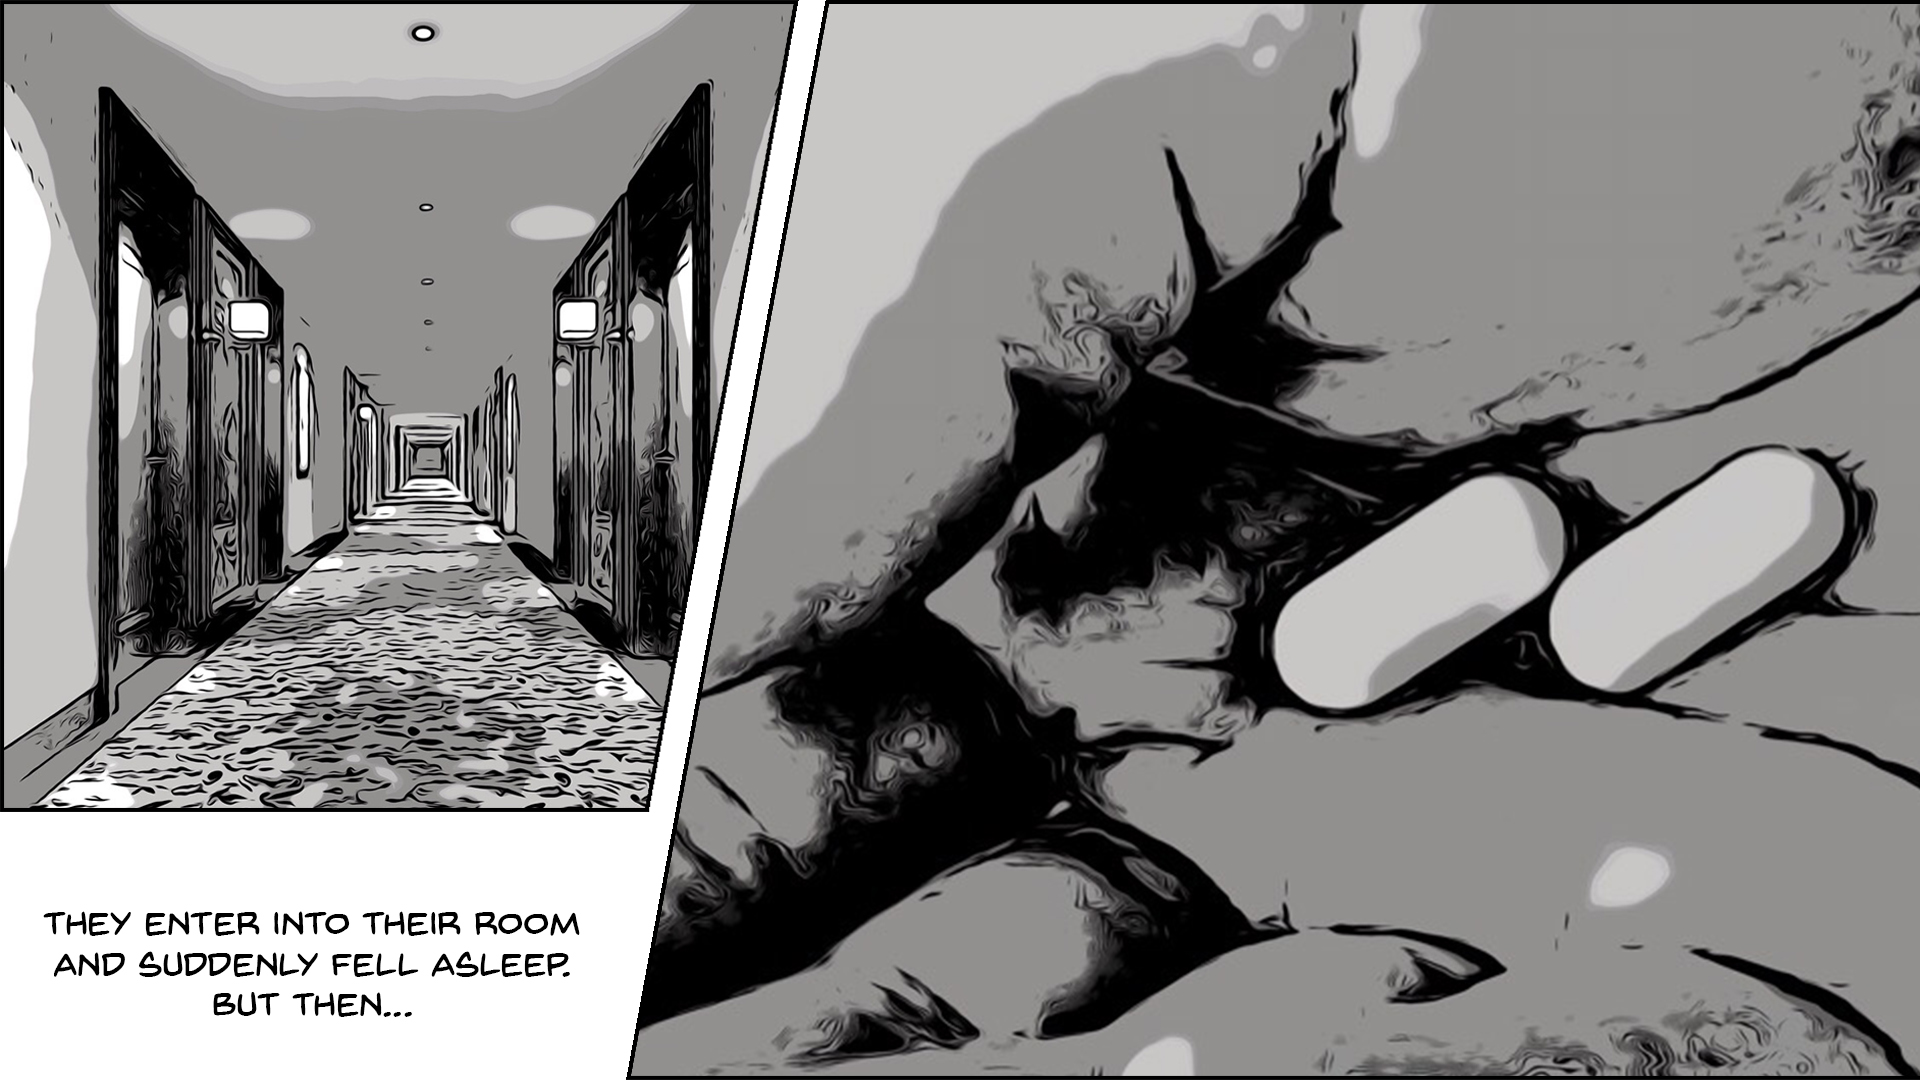 THEY ENTER INTO THEIR ROOM
AND SUDDENLY FELL ASLEEP.
BUT THEN...